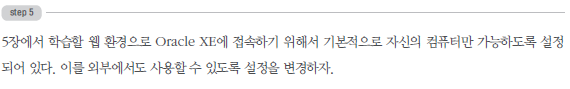 step 5
5장에서 학습할 웹 환경으로 Oracle XE에 접속하기 위해서 기본적으로 자신의 컴퓨터만 가능하도록 설정
되어 있다. 이를 외부에서도 사용할 수 있도록 설정을 변경하자.